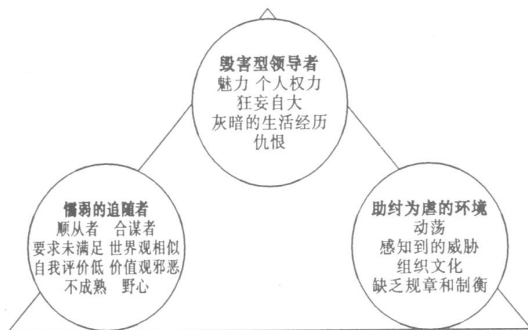 毁害型领导者
魅力 个人权力
狂妄自大
灰暗的生活经历
仇恨
懦弱的追随者
顺从者 合谋者
要求未满足 世界观相似
自我评价低 价值观邪恶
不成熟 野心
助纣为虐的环境
动荡
感知到的威胁
组织文化
缺乏规章和制衡